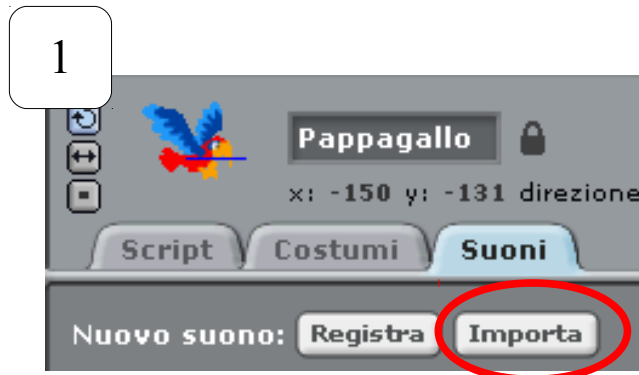 1
Pappagallo
x: -150 y: -131 direzione
Script Costumi Suoni
Nuovo suono: Registra Importa